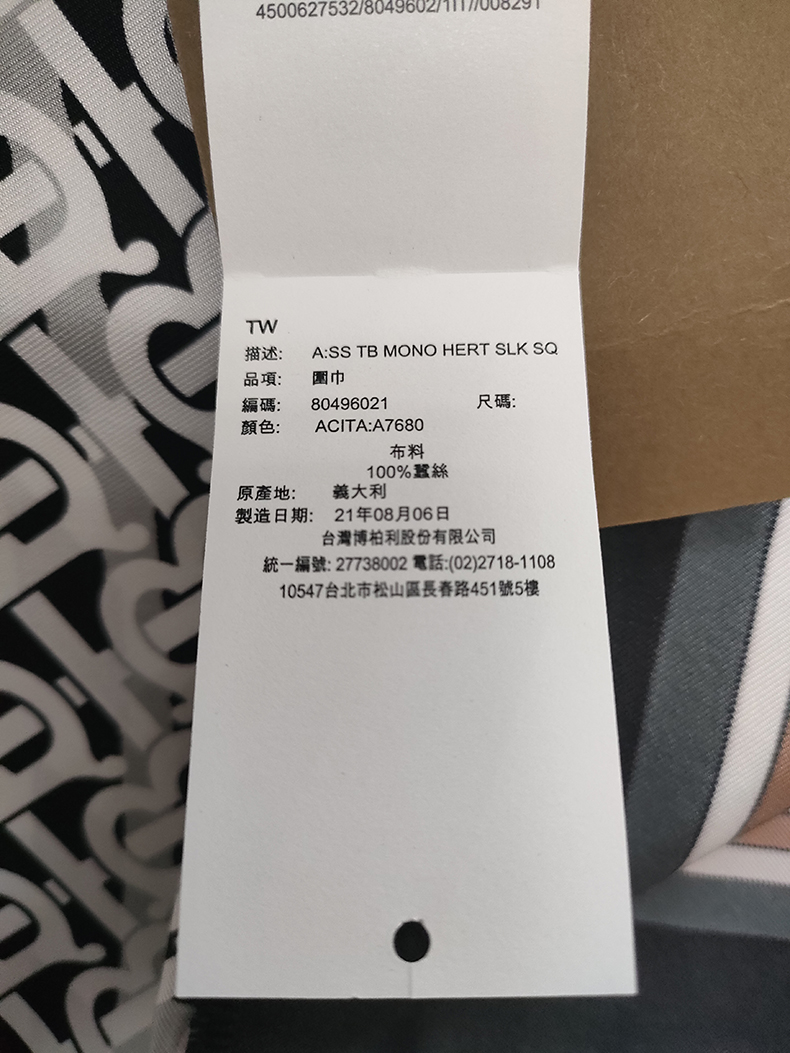 4500627532/8049602/1117/008291
TW
描述: A:SS TB MONO HERT SLK SQ
品項: 圍巾
編碼: 80496021 尺碼:
顏色: ACITA:A7680
布料
100%蠶絲
原產地: 義大利
製造日期: 21年08月06日
台灣博柏利股份有限公司
統一編號: 27738002 電話:(02)2718-1108
10547台北市松山區長春路451號5樓